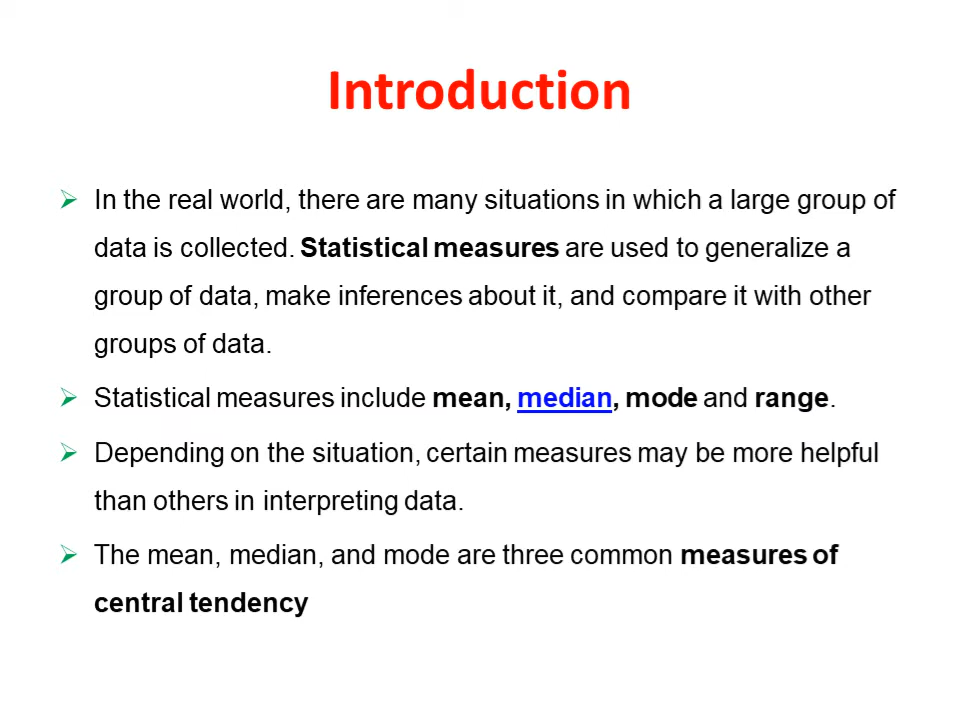 Introduction
In the real world, there are many situations in which a large group of
data is collected. Statistical measures are used to generalize a
group of data, make inferences about it, and compare it with other
groups of data.
Statistical measures include mean, median, mode and range.
Depending on the situation, certain measures may be more helpful
than others in interpreting data.
The mean, median, and mode are three common measures of
central tendency